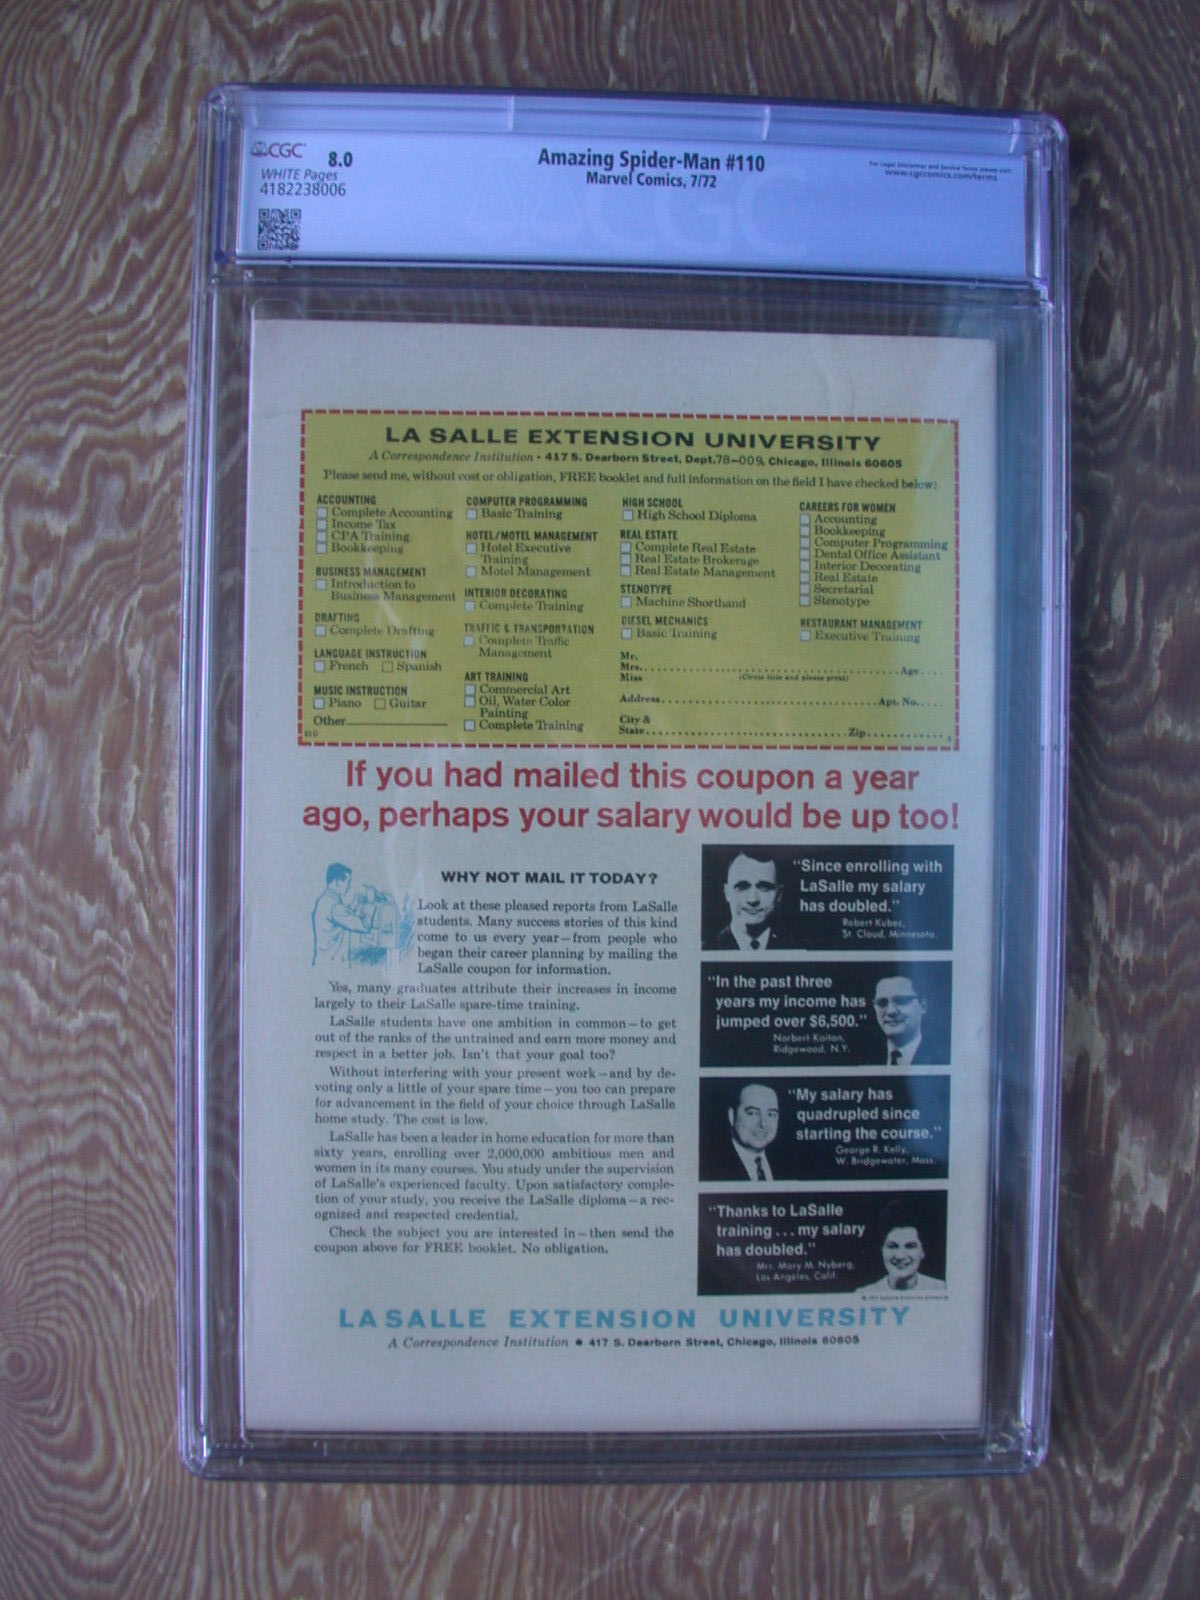 CGC 8.0
WHITE Pages
4182238006
Amazing Spider-Man #110
Marvel Comics, 7/72
For Legal Disclaimer and Service Terms please visit:
www.cgccomics.com/terms
CGC
LA SALLE EXTENSION UNIVERSITY
A Correspondence Institution • 417 S. Dearborn Street, Dept.78-009, Chicago, Illinois 60605
Please send me, without cost or obligation, FREE booklet and full information on the field I have checked below:
ACCOUNTING
Complete Accounting
Income Tax
CPA Training
Bookkeeping
BUSINESS MANAGEMENT
Introduction to
Business Management
DRAFTING
Complete Drafting
LANGUAGE INSTRUCTION
French Spanish
MUSIC INSTRUCTION
Piano Guitar
Other
010
COMPUTER PROGRAMMING
Basic Training
HOTEL/MOTEL MANAGEMENT
Hotel Executive
Training
Motel Management
INTERIOR DECORATING
Complete Training
TRAFFIC & TRANSPORTATION
Complete Traffic
Management
ART TRAINING
Commercial Art
Oil, Water Color
Painting
Complete Training
HIGH SCHOOL
High School Diploma
REAL ESTATE
Complete Real Estate
Real Estate Brokerage
Real Estate Management
STENOTYPE
Machine Shorthand
DIESEL MECHANICS
Basic Training
CAREERS FOR WOMEN
Accounting
Bookkeeping
Computer Programming
Dental Office Assistant
Interior Decorating
Real Estate
Secretarial
Stenotype
RESTAURANT MANAGEMENT
Executive Training
Mr.
Mrs. Age
Miss (Circle title and please print)
Address Apt. No.
City &
State Zip
If you had mailed this coupon a year
ago, perhaps your salary would be up too!
WHY NOT MAIL IT TODAY?
Look at these pleased reports from LaSalle
students. Many success stories of this kind
come to us every year—from people who
began their career planning by mailing the
LaSalle coupon for information.
Yes, many graduates attribute their increases in income
largely to their LaSalle spare-time training.
LaSalle students have one ambition in common—to get
out of the ranks of the untrained and earn more money and
respect in a better job. Isn't that your goal too?
Without interfering with your present work—and by de-
voting only a little of your spare time—you too can prepare
for advancement in the field of your choice through LaSalle
home study. The cost is low.
LaSalle has been a leader in home education for more than
sixty years, enrolling over 2,000,000 ambitious men and
women in its many courses. You study under the supervision
of LaSalle's experienced faculty. Upon satisfactory comple-
tion of your study, you receive the LaSalle diploma—a rec-
ognized and respected credential.
Check the subject you are interested in—then send the
coupon above for FREE booklet. No obligation.
"Since enrolling with
LaSalle my salary
has doubled."
Robert Kubec,
St. Cloud, Minnesota.
"In the past three
years my income has
jumped over $6,500."
Norbert Kaitan,
Ridgewood, N.Y.
"My salary has
quadrupled since
starting the course."
George R. Kelly,
W. Bridgewater, Mass.
"Thanks to LaSalle
training . . . my salary
has doubled."
Mrs. Mary M. Nyberg,
Los Angeles, Calif.
LA SALLE EXTENSION UNIVERSITY
A Correspondence Institution • 417 S. Dearborn Street, Chicago, Illinois 60605